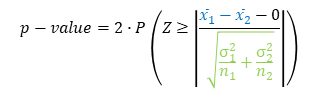 p − value = 2 · P ( Z ≥ | (x̄₁ − x̄₂ − 0) / √(σ₁²/n₁ + σ₂²/n₂) | )